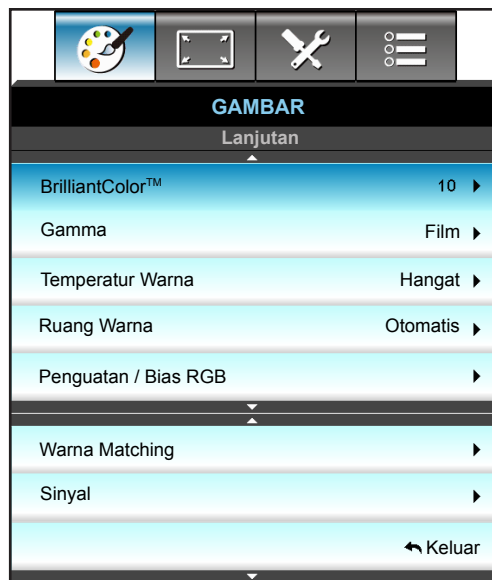 GAMBAR
Lanjutan
BrilliantColor™ 10
Gamma Film
Temperatur Warna Hangat
Ruang Warna Otomatis
Penguatan / Bias RGB
Warna Matching
Sinyal
Keluar